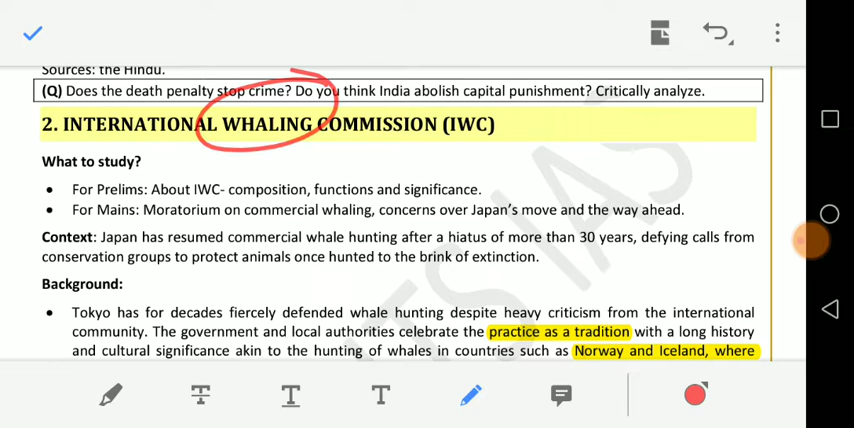 Sources: the Hindu.
(Q) Does the death penalty stop crime? Do you think India abolish capital punishment? Critically analyze.
2. INTERNATIONAL WHALING COMMISSION (IWC)
What to study?
• For Prelims: About IWC- composition, functions and significance.
• For Mains: Moratorium on commercial whaling, concerns over Japan's move and the way ahead.
Context: Japan has resumed commercial whale hunting after a hiatus of more than 30 years, defying calls from
conservation groups to protect animals once hunted to the brink of extinction.
Background:
• Tokyo has for decades fiercely defended whale hunting despite heavy criticism from the international
community. The government and local authorities celebrate the practice as a tradition with a long history
and cultural significance akin to the hunting of whales in countries such as Norway and Iceland, where